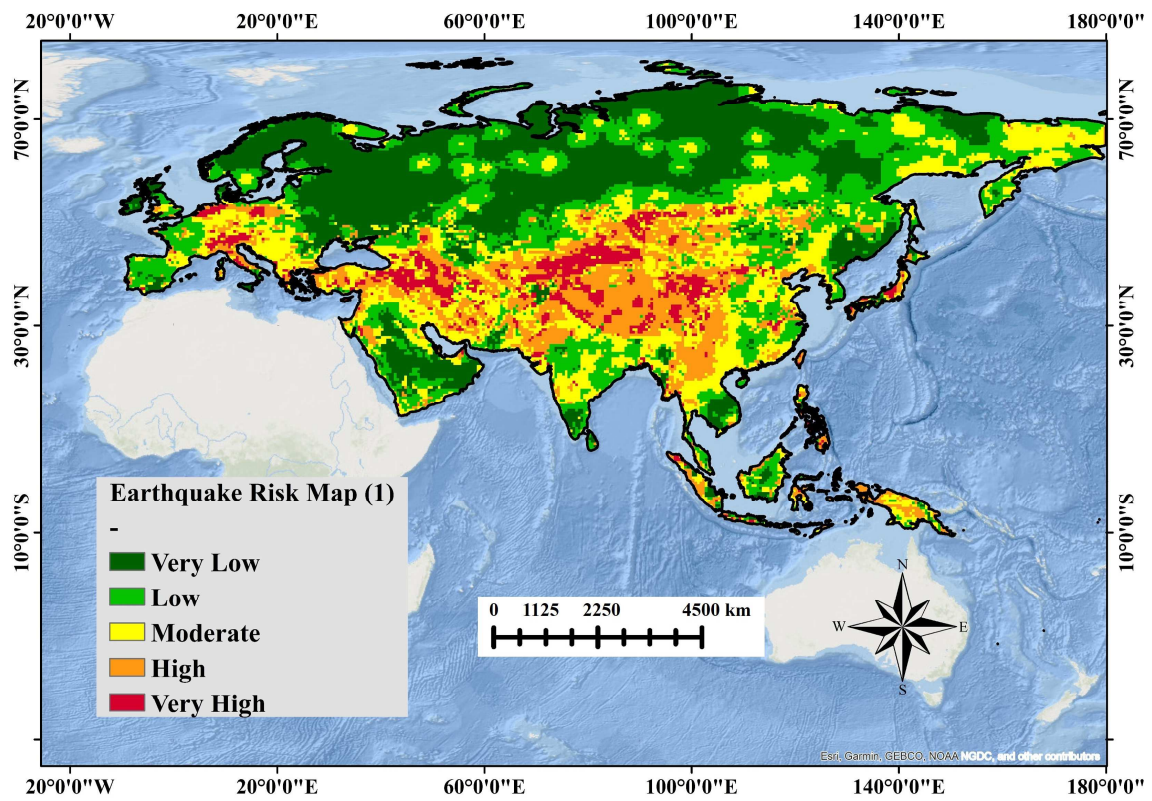 20°0'0"W 20°0'0"E 60°0'0"E 100°0'0"E 140°0'0"E 180°0'0"
70°0'0"N 70°0'0"N
30°0'0"N 30°0'0"N
10°0'0"S 10°0'0"S
Earthquake Risk Map (1)
-
Very Low
Low
Moderate
High
Very High
0 1125 2250 4500 km
N
W E
S
Esri, Garmin, GEBCO, NOAA NGDC, and other contributors
20°0'0"W 20°0'0"E 60°0'0"E 100°0'0"E 140°0'0"E 180°0'0"